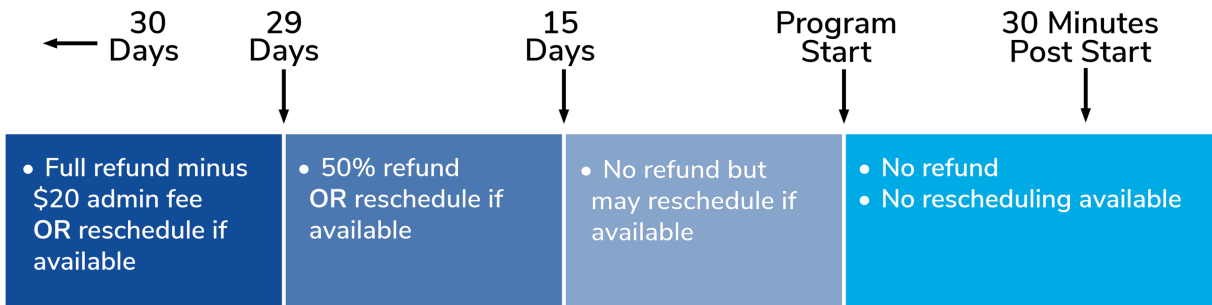 30
Days
29
Days
15
Days
Program
Start
30 Minutes
Post Start
• Full refund minus
$20 admin fee
OR reschedule if
available
• 50% refund
OR reschedule if
available
• No refund but
may reschedule if
available
• No refund
• No rescheduling available